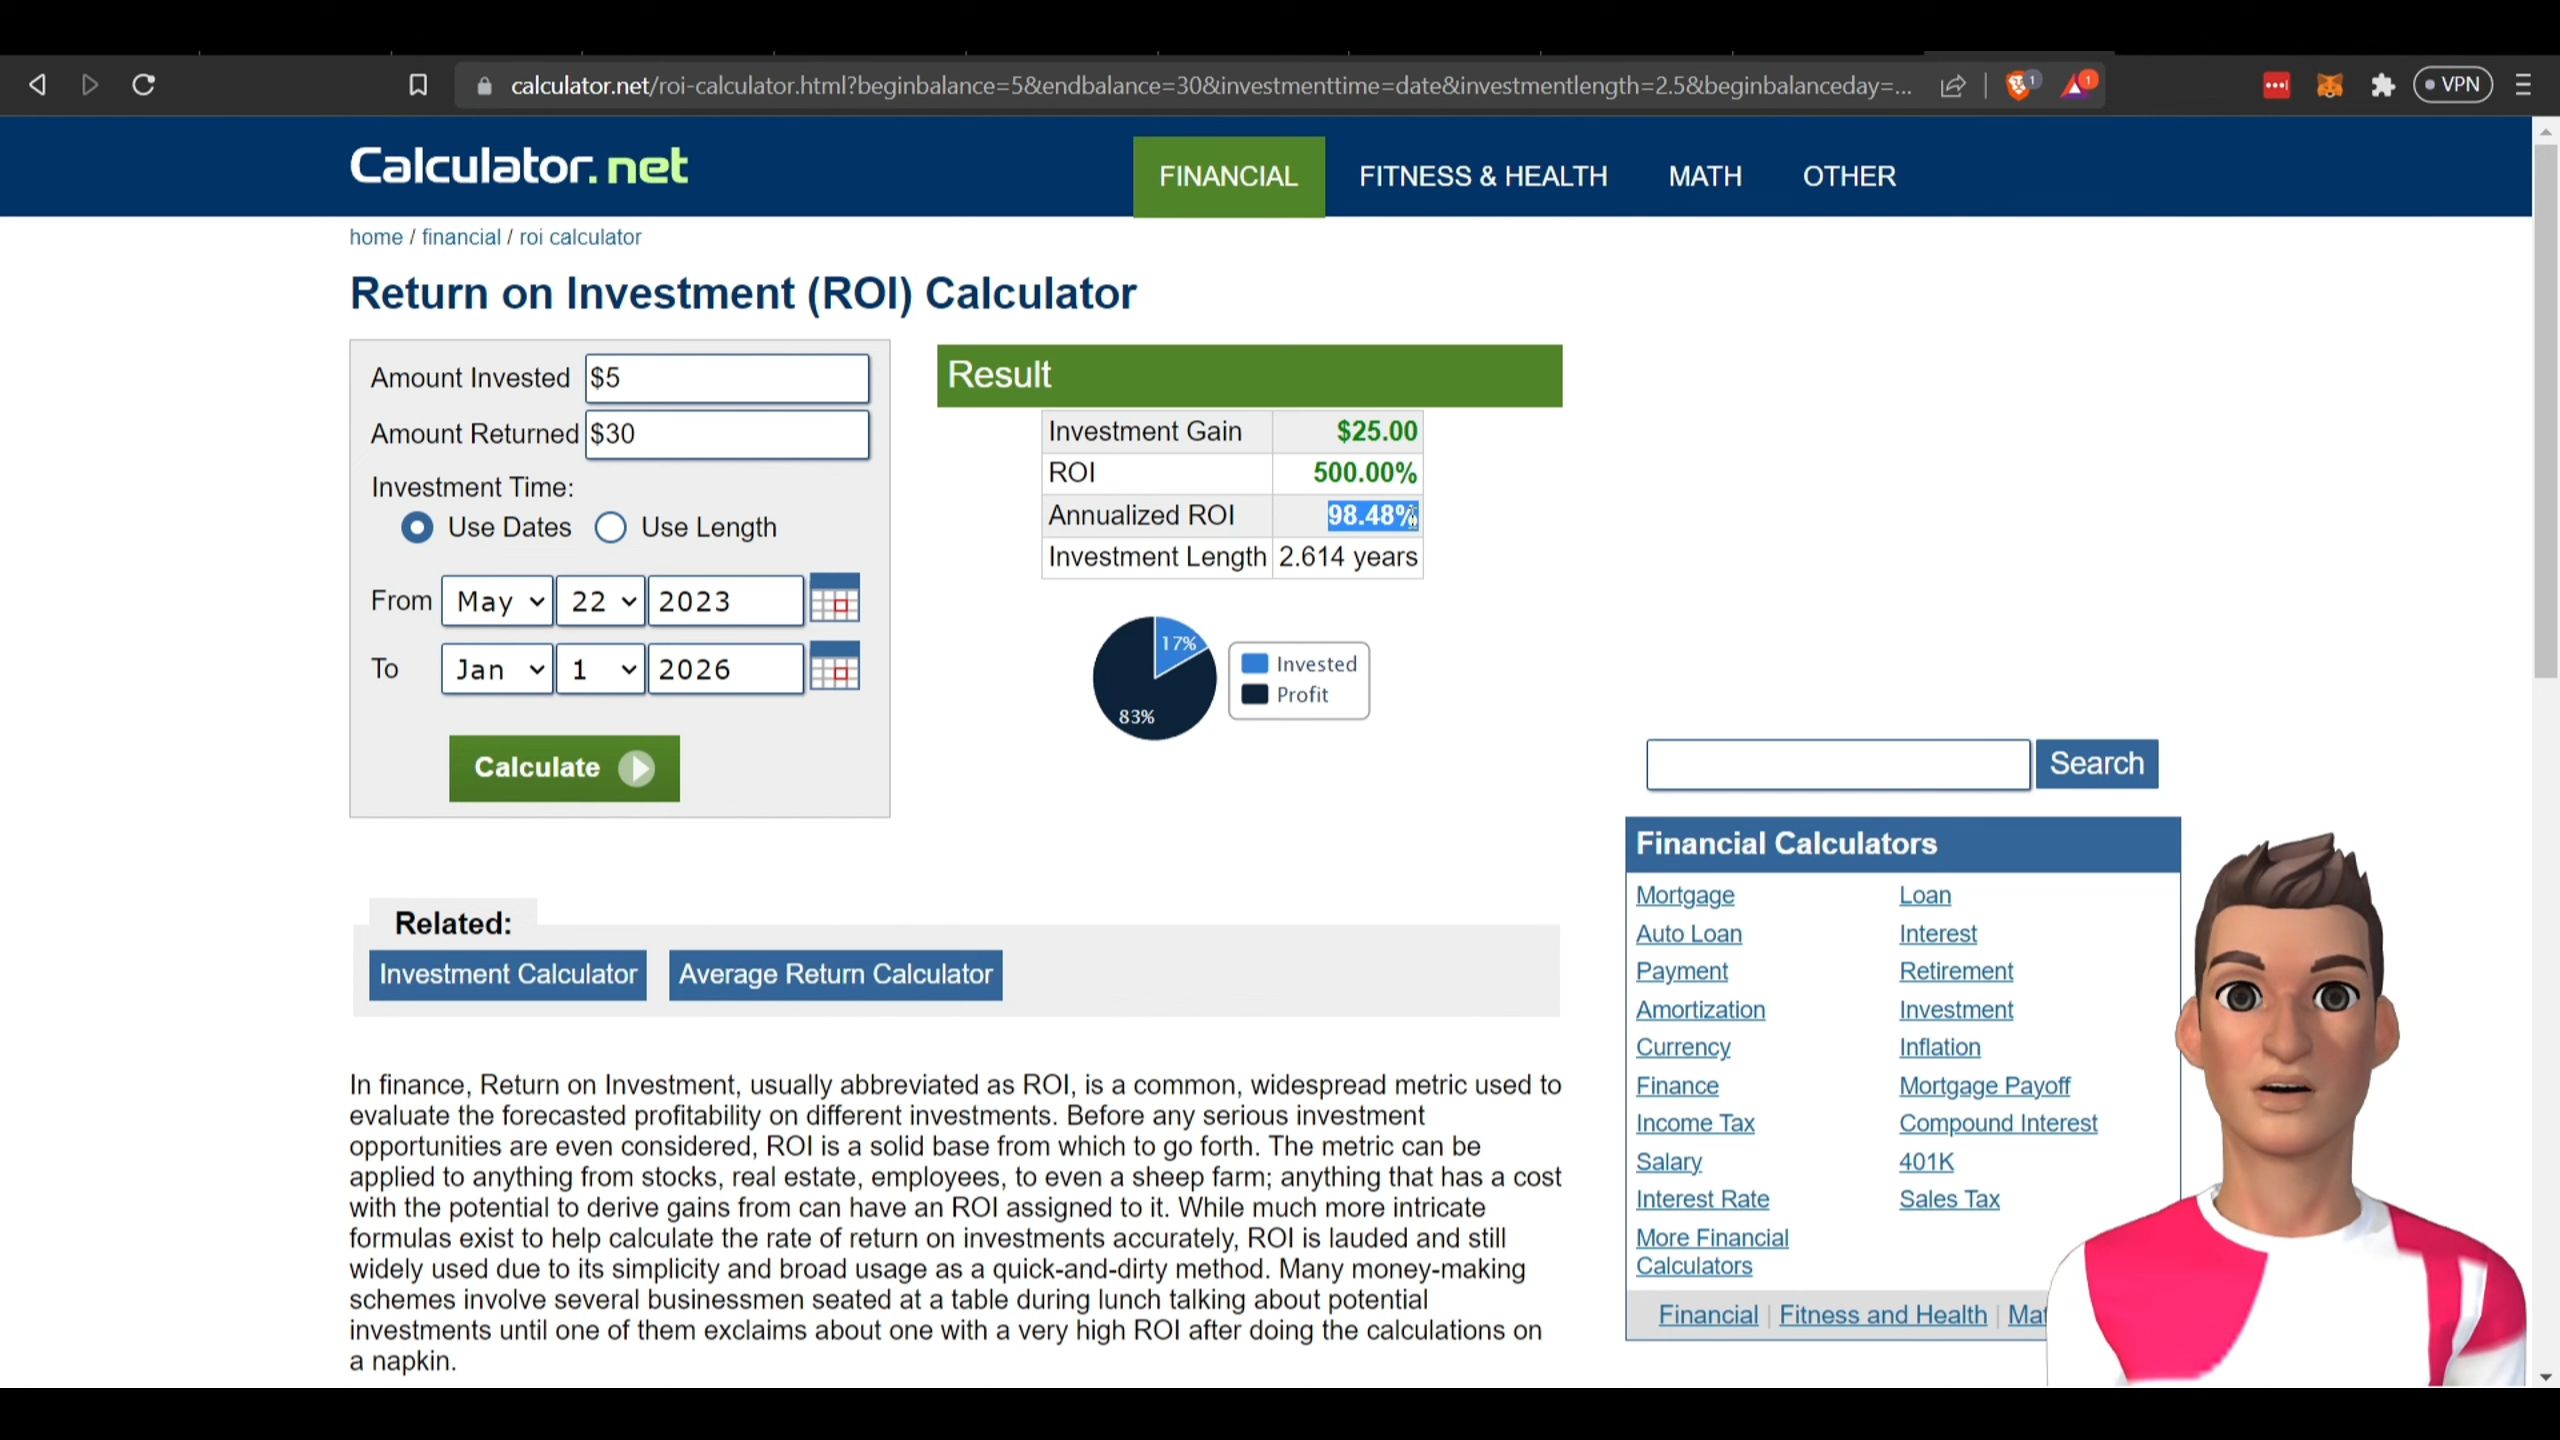 calculator.net/roi-calculator.html?beginbalance=5&endbalance=30&investmenttime=date&investmentlength=2.5&beginbalanceday=...
1
1
VPN
Calculator.net
FINANCIAL
FITNESS & HEALTH
MATH
OTHER
home / financial / roi calculator
Return on Investment (ROI) Calculator
Amount Invested $5
Amount Returned $30
Investment Time:
Use Dates
Use Length
From May 22 2023
To Jan 1 2026
Calculate
Result
Investment Gain $25.00
ROI 500.00%
Annualized ROI 98.48%
Investment Length 2.614 years
17%
83%
Invested
Profit
Search
Related:
Investment Calculator
Average Return Calculator
In finance, Return on Investment, usually abbreviated as ROI, is a common, widespread metric used to
evaluate the forecasted profitability on different investments. Before any serious investment
opportunities are even considered, ROI is a solid base from which to go forth. The metric can be
applied to anything from stocks, real estate, employees, to even a sheep farm; anything that has a cost
with the potential to derive gains from can have an ROI assigned to it. While much more intricate
formulas exist to help calculate the rate of return on investments accurately, ROI is lauded and still
widely used due to its simplicity and broad usage as a quick-and-dirty method. Many money-making
schemes involve several businessmen seated at a table during lunch talking about potential
investments until one of them exclaims about one with a very high ROI after doing the calculations on
a napkin.
Financial Calculators
Mortgage Loan
Auto Loan Interest
Payment Retirement
Amortization Investment
Currency Inflation
Finance Mortgage Payoff
Income Tax Compound Interest
Salary 401K
Interest Rate Sales Tax
More Financial
Calculators
Financial | Fitness and Health | Mat